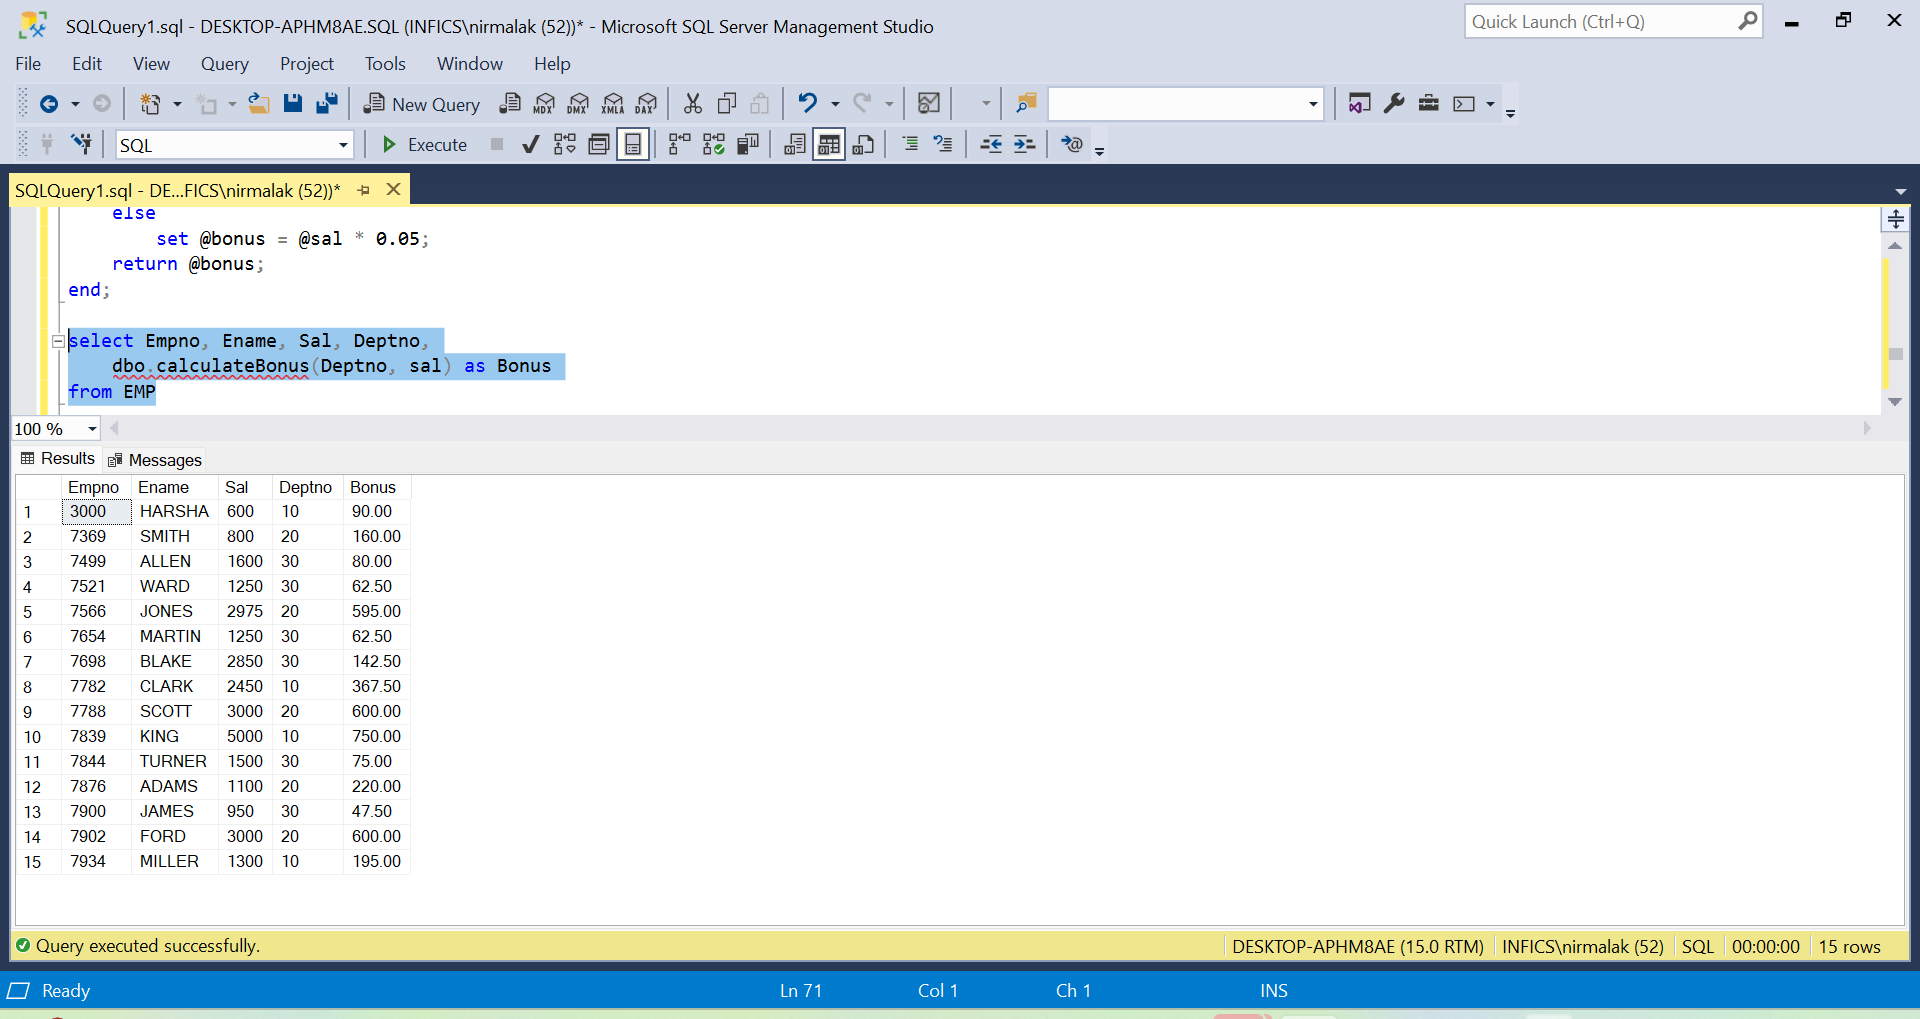 SQLQuery1.sql - DESKTOP-APHM8AE.SQL (INFICS\nirmalak (52))* - Microsoft SQL Server Management Studio
Quick Launch (Ctrl+Q)
File Edit View Query Project Tools Window Help
New Query MDX DMX XMLA DAX
SQL Execute
SQLQuery1.sql - DE...FICS\nirmalak (52))*
else
set @bonus = @sal * 0.05;
return @bonus;
end;
select Empno, Ename, Sal, Deptno,
dbo.calculateBonus(Deptno, sal) as Bonus
from EMP
100 %
Results Messages
Empno Ename Sal Deptno Bonus
1 3000 HARSHA 600 10 90.00
2 7369 SMITH 800 20 160.00
3 7499 ALLEN 1600 30 80.00
4 7521 WARD 1250 30 62.50
5 7566 JONES 2975 20 595.00
6 7654 MARTIN 1250 30 62.50
7 7698 BLAKE 2850 30 142.50
8 7782 CLARK 2450 10 367.50
9 7788 SCOTT 3000 20 600.00
10 7839 KING 5000 10 750.00
11 7844 TURNER 1500 30 75.00
12 7876 ADAMS 1100 20 220.00
13 7900 JAMES 950 30 47.50
14 7902 FORD 3000 20 600.00
15 7934 MILLER 1300 10 195.00
Query executed successfully. DESKTOP-APHM8AE (15.0 RTM) INFICS\nirmalak (52) SQL 00:00:00 15 rows
Ready Ln 71 Col 1 Ch 1 INS